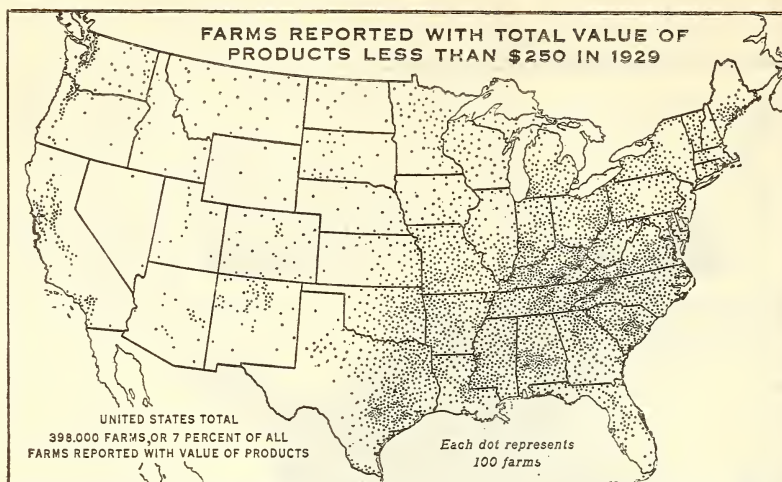 FARMS REPORTED WITH TOTAL VALUE OF
PRODUCTS LESS THAN $250 IN 1929
UNITED STATES TOTAL
398.000 FARMS, OR 7 PERCENT OF ALL
FARMS REPORTED WITH VALUE OF PRODUCTS
Each dot represents
100 farms